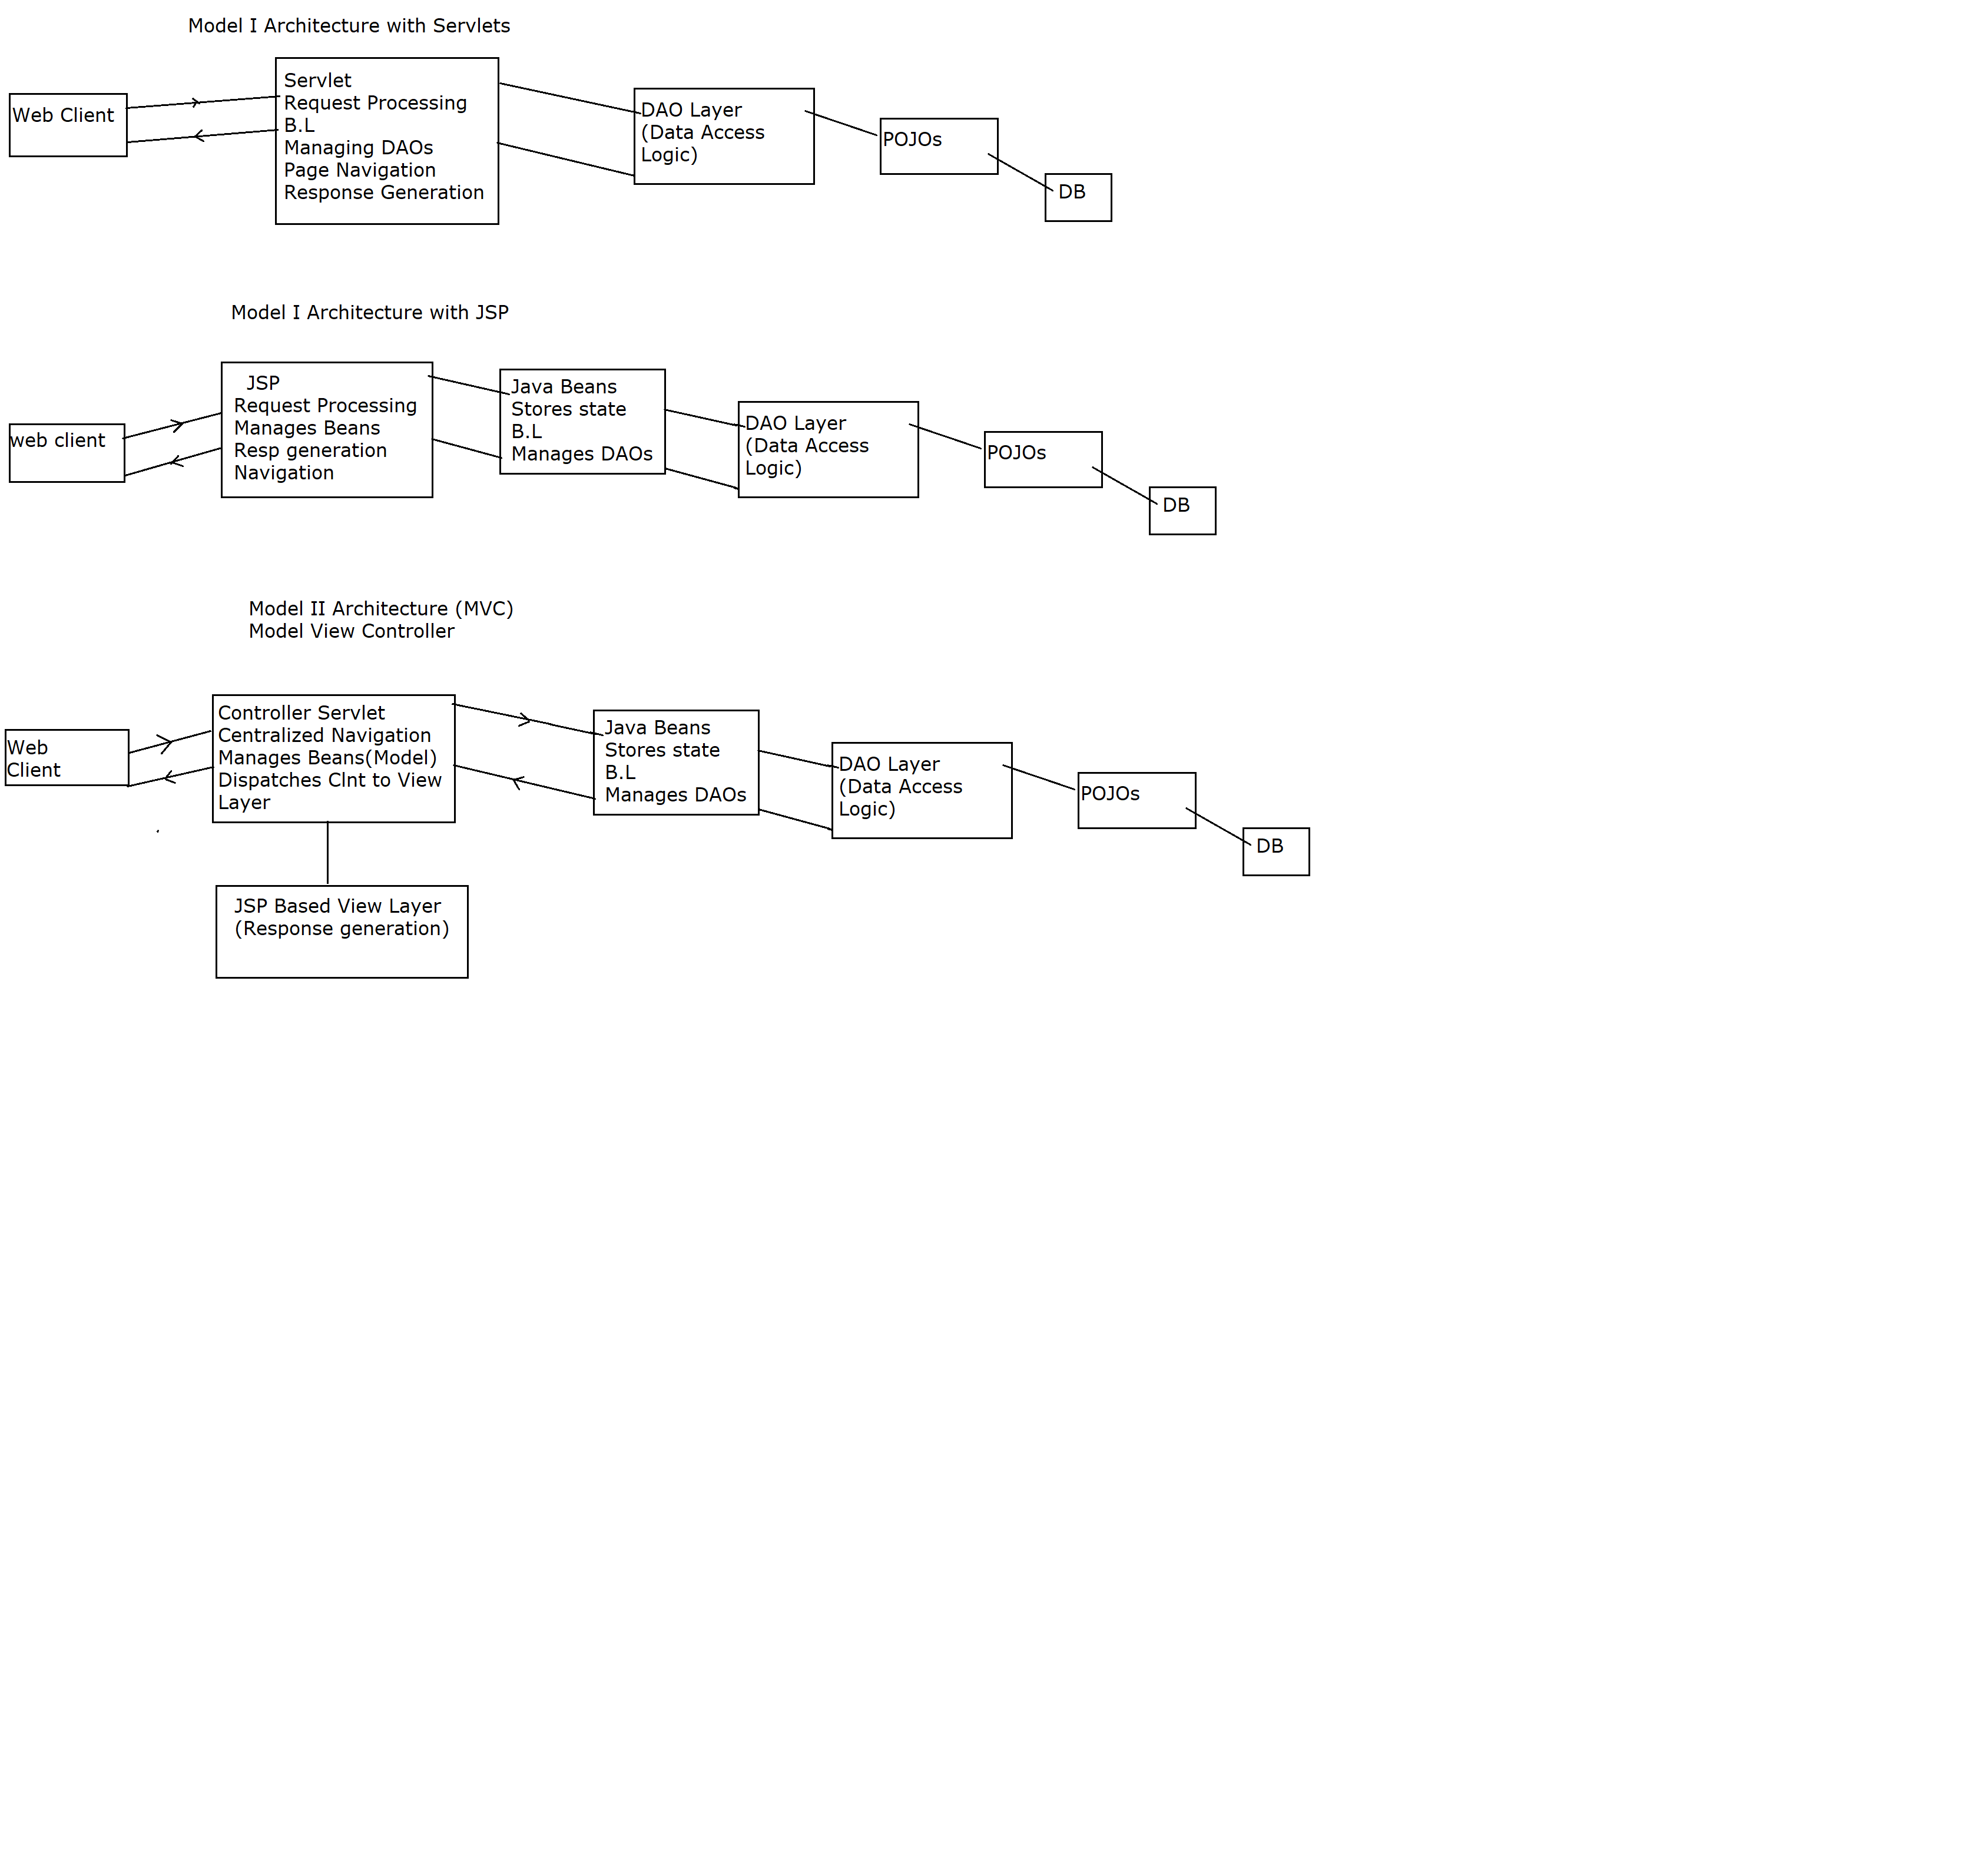 Model I Architecture with Servlets
Web Client
Servlet
Request Processing
B.L
Managing DAOs
Page Navigation
Response Generation
DAO Layer
(Data Access
Logic)
POJOs
DB
Model I Architecture with JSP
web client
JSP
Request Processing
Manages Beans
Resp generation
Navigation
Java Beans
Stores state
B.L
Manages DAOs
DAO Layer
(Data Access
Logic)
POJOs
DB
Model II Architecture (MVC)
Model View Controller
Web
Client
Controller Servlet
Centralized Navigation
Manages Beans(Model)
Dispatches Clnt to View
Layer
Java Beans
Stores state
B.L
Manages DAOs
DAO Layer
(Data Access
Logic)
POJOs
DB
JSP Based View Layer
(Response generation)